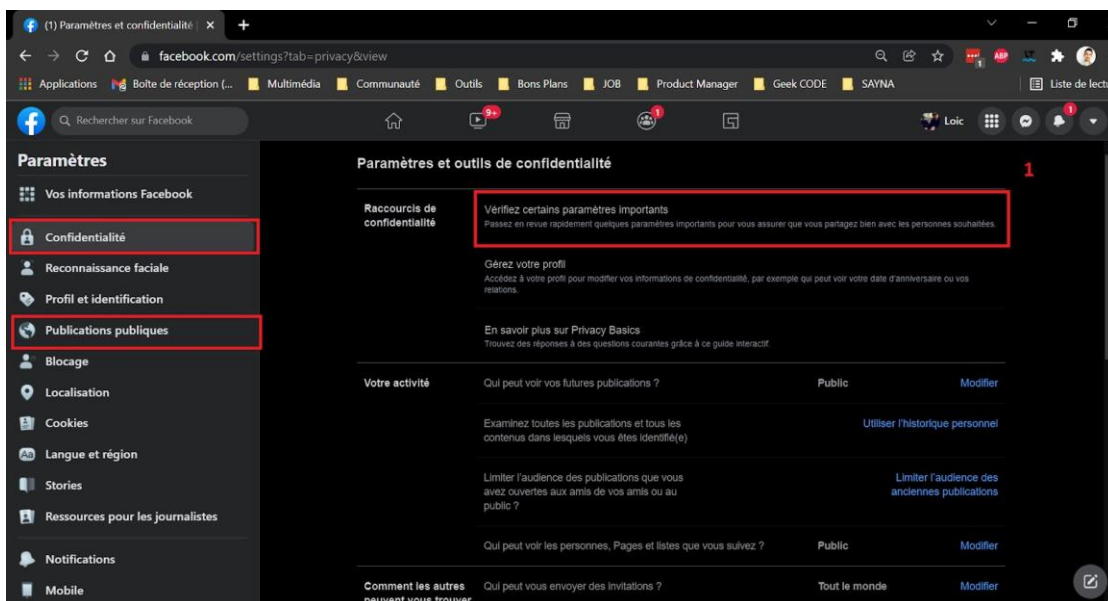 (1) Paramètres et confidentialité |
facebook.com/settings?tab=privacy&view
Applications Boîte de réception (... Multimédia Communauté Outils Bons Plans JOB Product Manager Geek CODE SAYNA Liste de lectu
Rechercher sur Facebook 9+ 1 Loic 1
Paramètres
Vos informations Facebook
Confidentialité
Reconnaissance faciale
Profil et identification
Publications publiques
Blocage
Localisation
Cookies
Langue et région
Stories
Ressources pour les journalistes
Notifications
Mobile
Paramètres et outils de confidentialité
1
Raccourcis de
confidentialité
Vérifiez certains paramètres importants
Passez en revue rapidement quelques paramètres importants pour vous assurer que vous partagez bien avec les personnes souhaitées.
Gérez votre profil
Accédez à votre profil pour modifier vos informations de confidentialité, par exemple qui peut voir votre date d'anniversaire ou vos
relations.
En savoir plus sur Privacy Basics
Trouvez des réponses à des questions courantes grâce à ce guide interactif.
Votre activité
Qui peut voir vos futures publications ? Public Modifier
Examinez toutes les publications et tous les
contenus dans lesquels vous êtes identifié(e)
Utiliser l'historique personnel
Limiter l'audience des publications que vous
avez ouvertes aux amis de vos amis ou au
public ?
Limiter l'audience des
anciennes publications
Qui peut voir les personnes, Pages et listes que vous suivez ? Public Modifier
Comment les autres
peuvent vous trouver
Qui peut vous envoyer des invitations ? Tout le monde Modifier